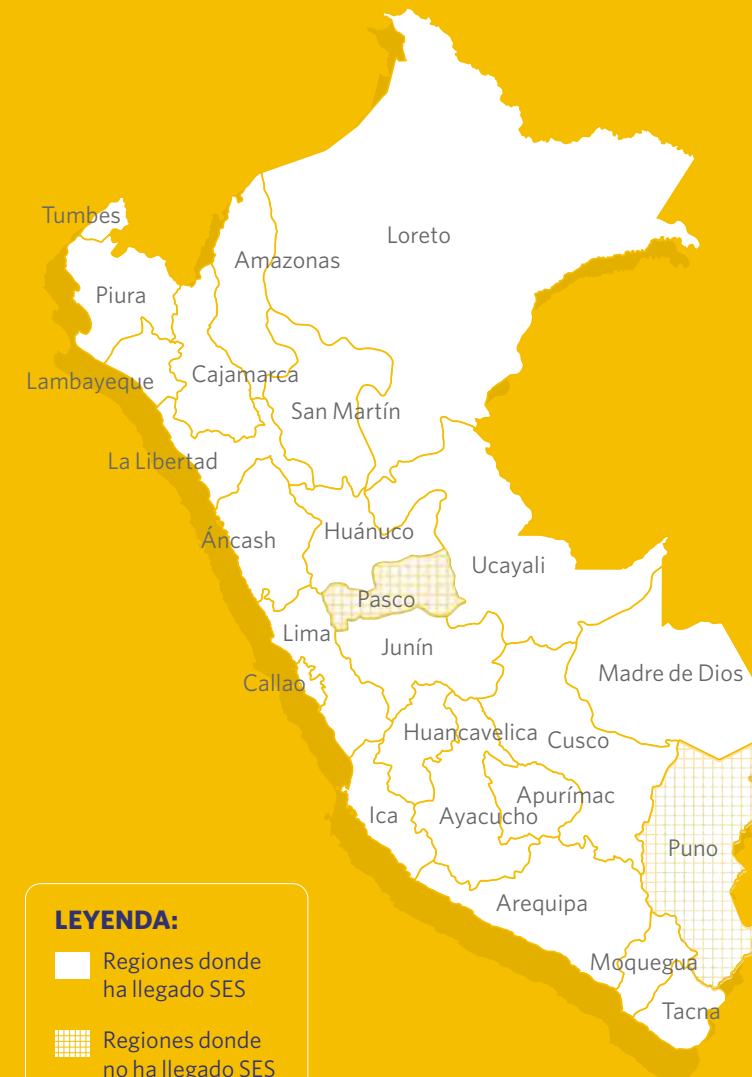 Tumbes
Loreto
Amazonas
Piura
Cajamarca
Lambayeque
San Martín
La Libertad
Huánuco
Áncash
Ucayali
Pasco
Lima
Junín
Madre de Dios
Callao
Huancavelica
Cusco
Apurímac
Ica
Ayacucho
Puno
Arequipa
Moquegua
Tacna
LEYENDA:
Regiones donde
ha llegado SES
Regiones donde
no ha llegado SES